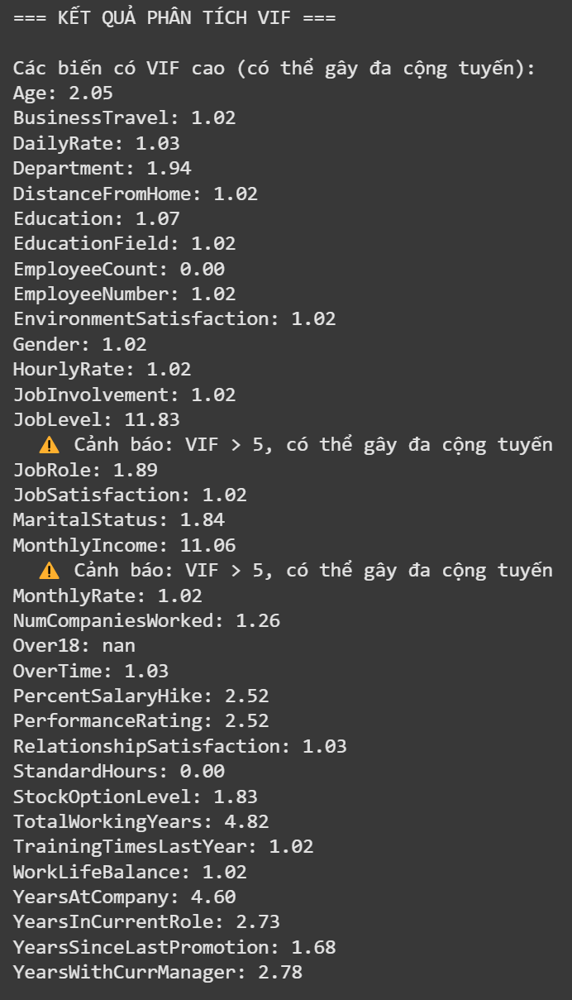 === KẾT QUẢ PHÂN TÍCH VIF ===
Các biến có VIF cao (có thể gây đa cộng tuyến):
Age: 2.05
BusinessTravel: 1.02
DailyRate: 1.03
Department: 1.94
DistanceFromHome: 1.02
Education: 1.07
EducationField: 1.02
EmployeeCount: 0.00
EmployeeNumber: 1.02
EnvironmentSatisfaction: 1.02
Gender: 1.02
HourlyRate: 1.02
JobInvolvement: 1.02
JobLevel: 11.83
⚠️ Cảnh báo: VIF > 5, có thể gây đa cộng tuyến
JobRole: 1.89
JobSatisfaction: 1.02
MaritalStatus: 1.84
MonthlyIncome: 11.06
⚠️ Cảnh báo: VIF > 5, có thể gây đa cộng tuyến
MonthlyRate: 1.02
NumCompaniesWorked: 1.26
Over18: nan
OverTime: 1.03
PercentSalaryHike: 2.52
PerformanceRating: 2.52
RelationshipSatisfaction: 1.03
StandardHours: 0.00
StockOptionLevel: 1.83
TotalWorkingYears: 4.82
TrainingTimesLastYear: 1.02
WorkLifeBalance: 1.02
YearsAtCompany: 4.60
YearsInCurrentRole: 2.73
YearsSinceLastPromotion: 1.68
YearsWithCurrManager: 2.78